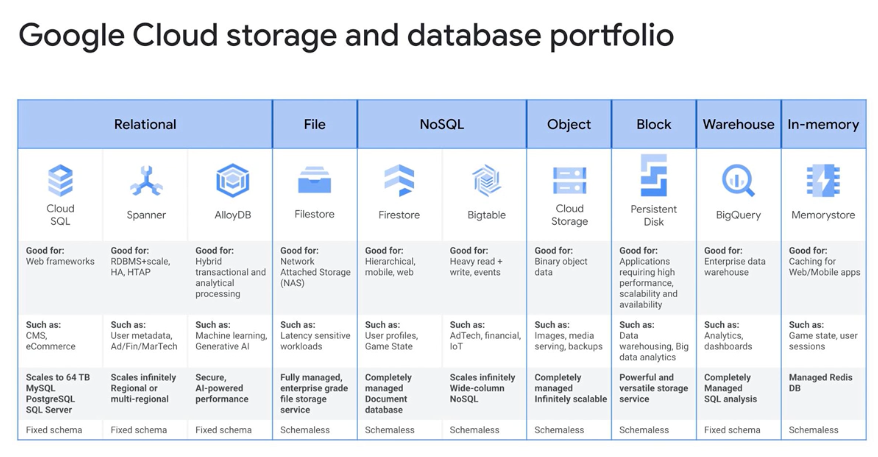 Google Cloud storage and database portfolio
Relational
File
NoSQL
Object
Block
Warehouse
In-memory
Cloud
SQL
Spanner
AlloyDB
Filestore
Firestore
Bigtable
Cloud
Storage
Persistent
Disk
BigQuery
Memorystore
Good for:
Web frameworks
Good for:
RDBMS+scale,
HA, HTAP
Good for:
Hybrid
transactional and
analytical
processing
Good for:
Network
Attached Storage
(NAS)
Good for:
Hierarchical,
mobile, web
Good for:
Heavy read +
write, events
Good for:
Binary object
data
Good for:
Applications
requiring high
performance,
scalability and
availability
Good for:
Enterprise data
warehouse
Good for:
Caching for
Web/Mobile apps
Such as:
CMS,
eCommerce
Such as:
User metadata,
Ad/Fin/MarTech
Such as:
Machine learning,
Generative AI
Such as:
Latency sensitive
workloads
Such as:
User profiles,
Game State
Such as:
AdTech, financial,
IoT
Such as:
Images, media
serving, backups
Such as:
Data
warehousing, Big
data analytics
Such as:
Analytics,
dashboards
Such as:
Game state, user
sessions
Scales to 64 TB
MySQL
PostgreSQL
SQL Server
Scales infinitely
Regional or
multi-regional
Secure,
AI-powered
performance
Fully managed,
enterprise grade
file storage
service
Completely
managed
Document
database
Scales infinitely
Wide-column
NoSQL
Completely
managed
Infinitely scalable
Powerful and
versatile storage
service
Completely
Managed
SQL analysis
Managed Redis
DB
Fixed schema
Fixed schema
Fixed schema
Schemaless
Schemaless
Schemaless
Schemaless
Schemaless
Fixed schema
Schemaless